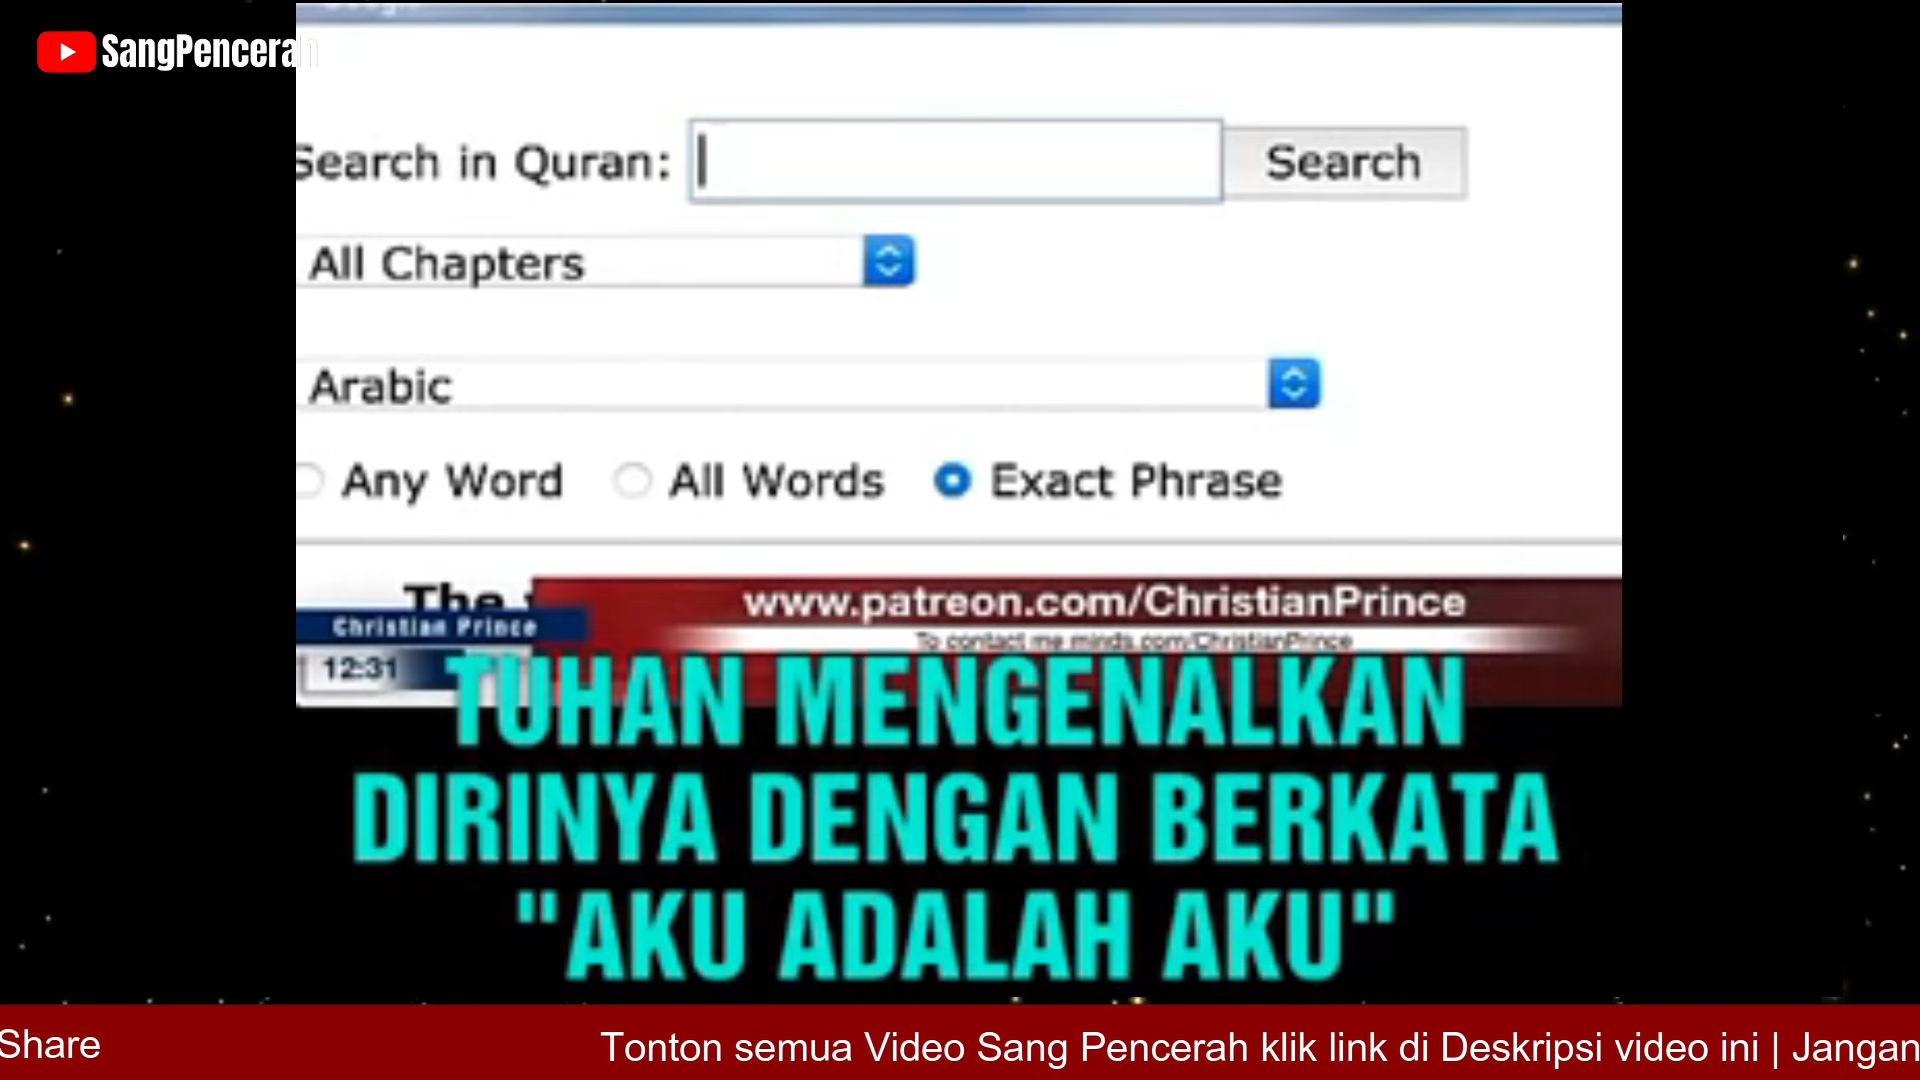 SangPencerah
Search in Quran:
Search
All Chapters
Arabic
Any Word All Words Exact Phrase
The
www.patreon.com/ChristianPrince
Christian Prince
To contact me minds.com/ChristianPrince
12:31
TUHAN MENGENALKAN
DIRINYA DENGAN BERKATA
"AKU ADALAH AKU"
Share Tonton semua Video Sang Pencerah klik link di Deskripsi video ini | Jangan